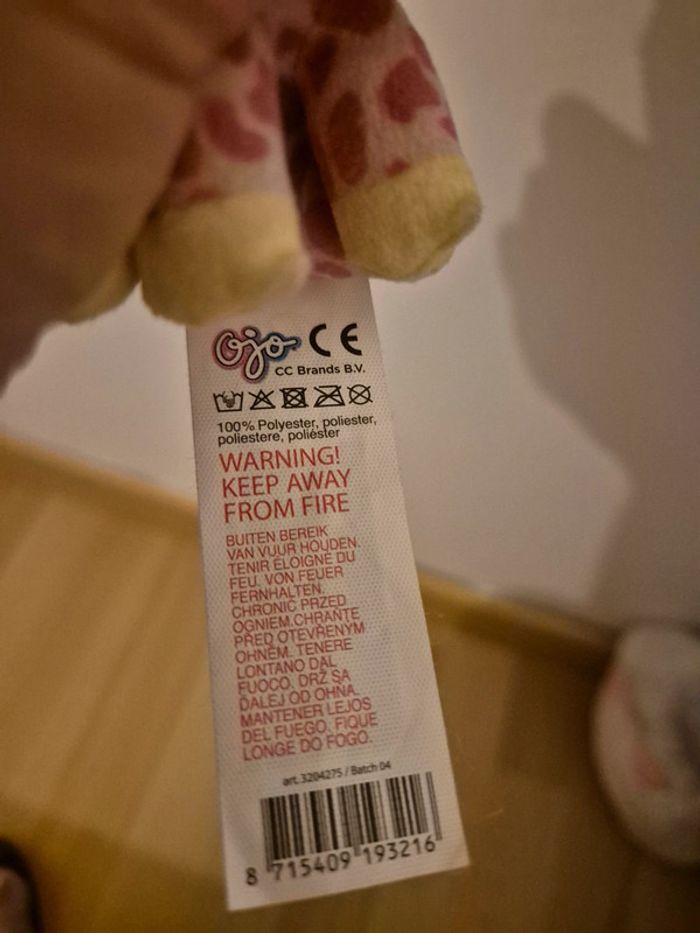 Ojo CE
CC Brands B.V.
100% Polyester, poliester,
poliestere, poliéster
WARNING!
KEEP AWAY
FROM FIRE
BUITEN BEREIK
VAN VUUR HOUDEN.
TENIR ÉLOIGNÉ DU
FEU. VON FEUER
FERNHALTEN.
CHRONIĆ PRZED
OGNIEM.CHRAŇTE
PŘED OTEVŘENÝM
OHNĚM. TENERE
LONTANO DAL
FUOCO. DRŽ SA
ĎALEJ OD OHŇA.
MANTENER LEJOS
DEL FUEGO. FIQUE
LONGE DO FOGO.
art. 3204275 / Batch 04
8 715409 193216